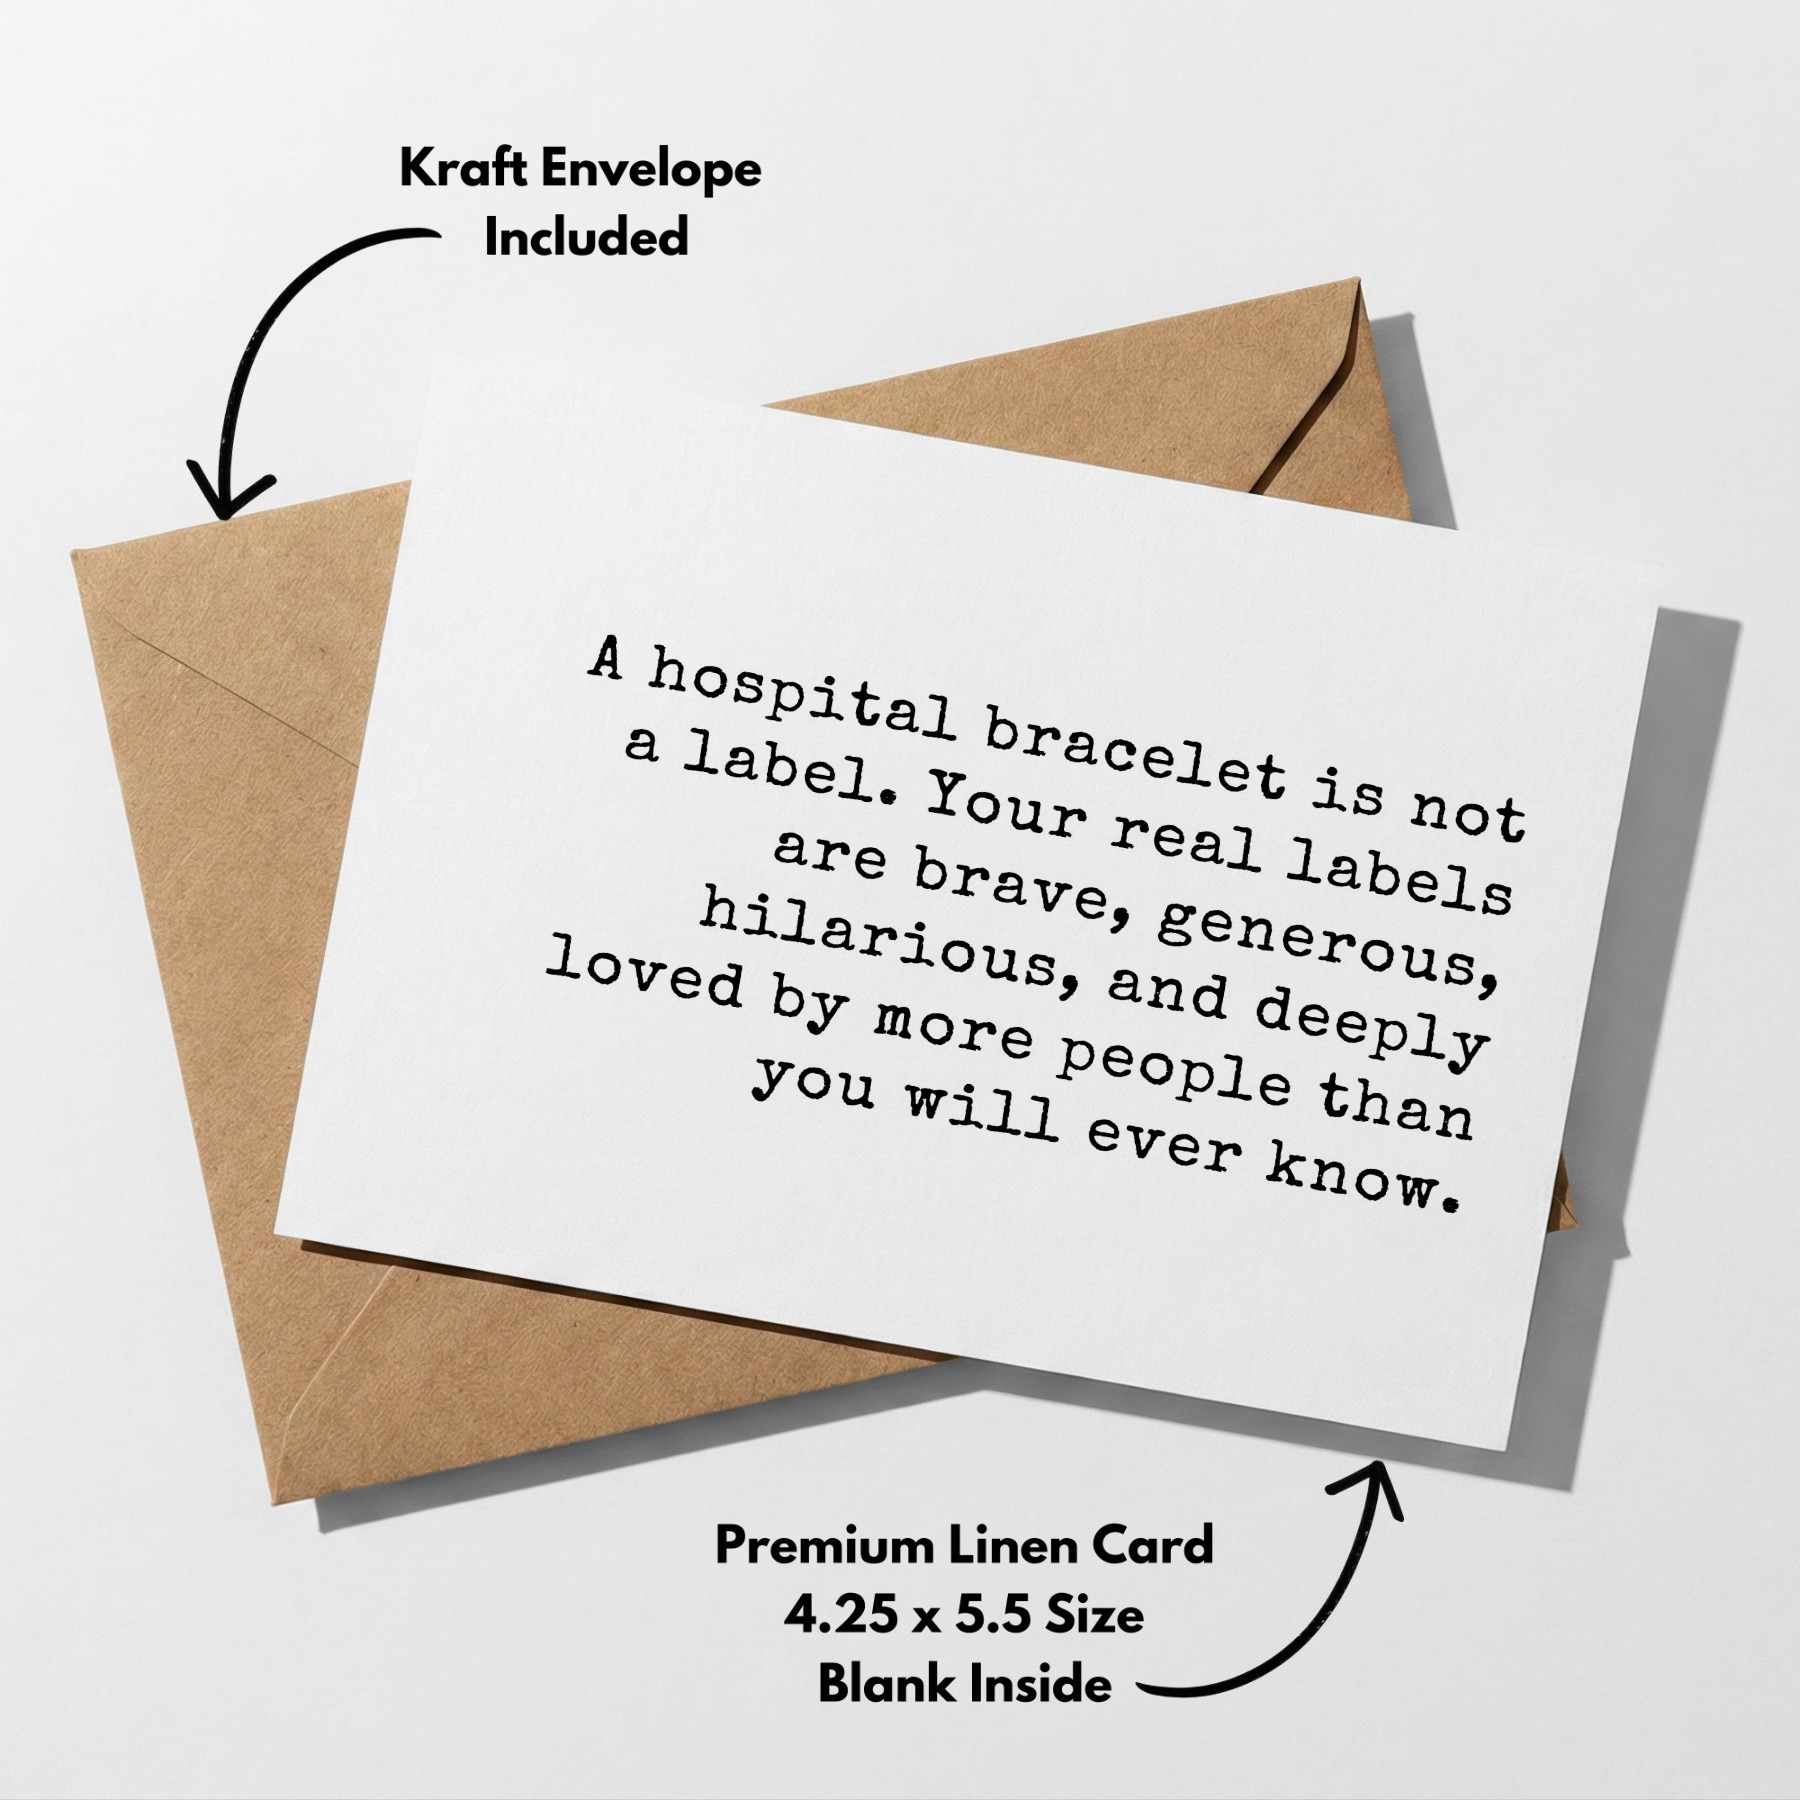 Kraft Envelope
Included
A hospital bracelet is not
a label. Your real labels
are brave, generous,
hilarious, and deeply
loved by more people than
you will ever know.
Premium Linen Card
4.25 x 5.5 Size
Blank Inside